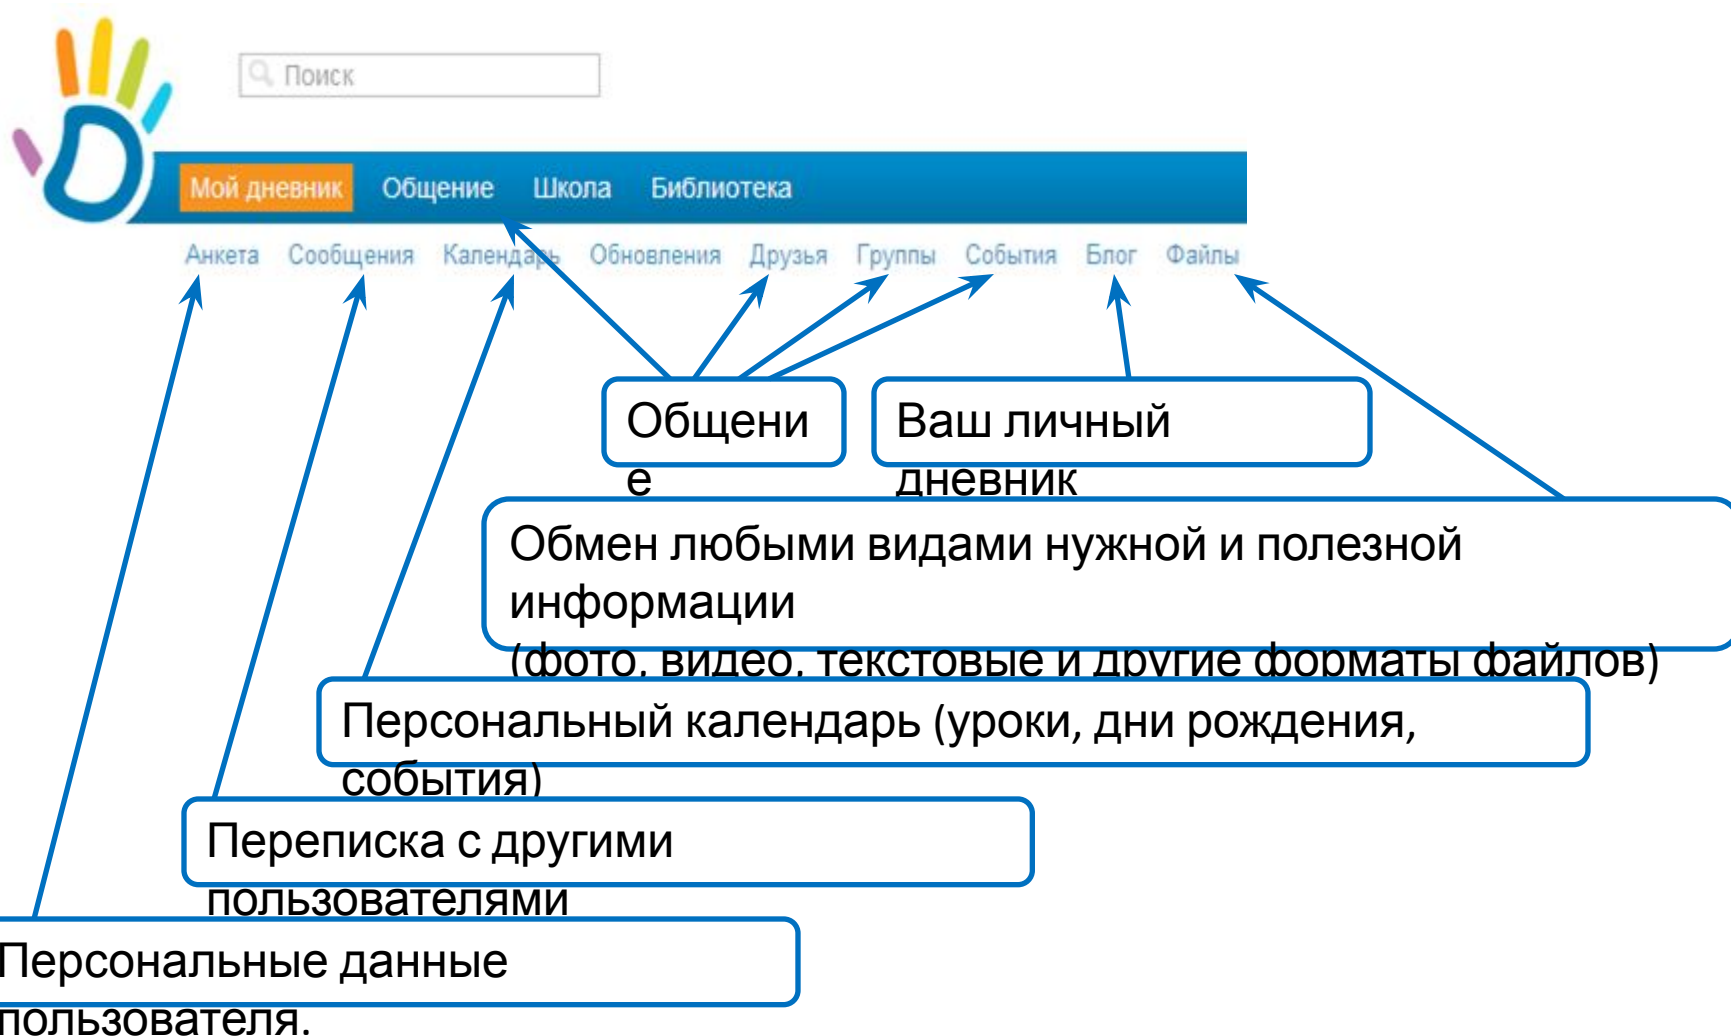 Поиск
Мой дневник Общение Школа Библиотека
Анкета Сообщения Календарь Обновления Друзья Группы События Блог Файлы
Общени
е
Ваш личный
дневник
Обмен любыми видами нужной и полезной
информации
(фото, видео, текстовые и другие форматы файлов)
Персональный календарь (уроки, дни рождения,
события)
Переписка с другими
пользователями
Персональные данные
пользователя.